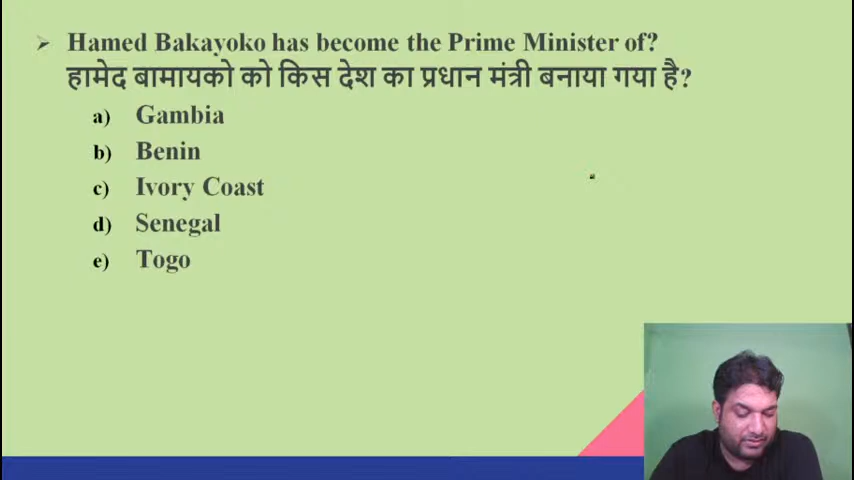 ➢ Hamed Bakayoko has become the Prime Minister of?
हामेद बामायको को किस देश का प्रधान मंत्री बनाया गया है?
a) Gambia
b) Benin
c) Ivory Coast
d) Senegal
e) Togo